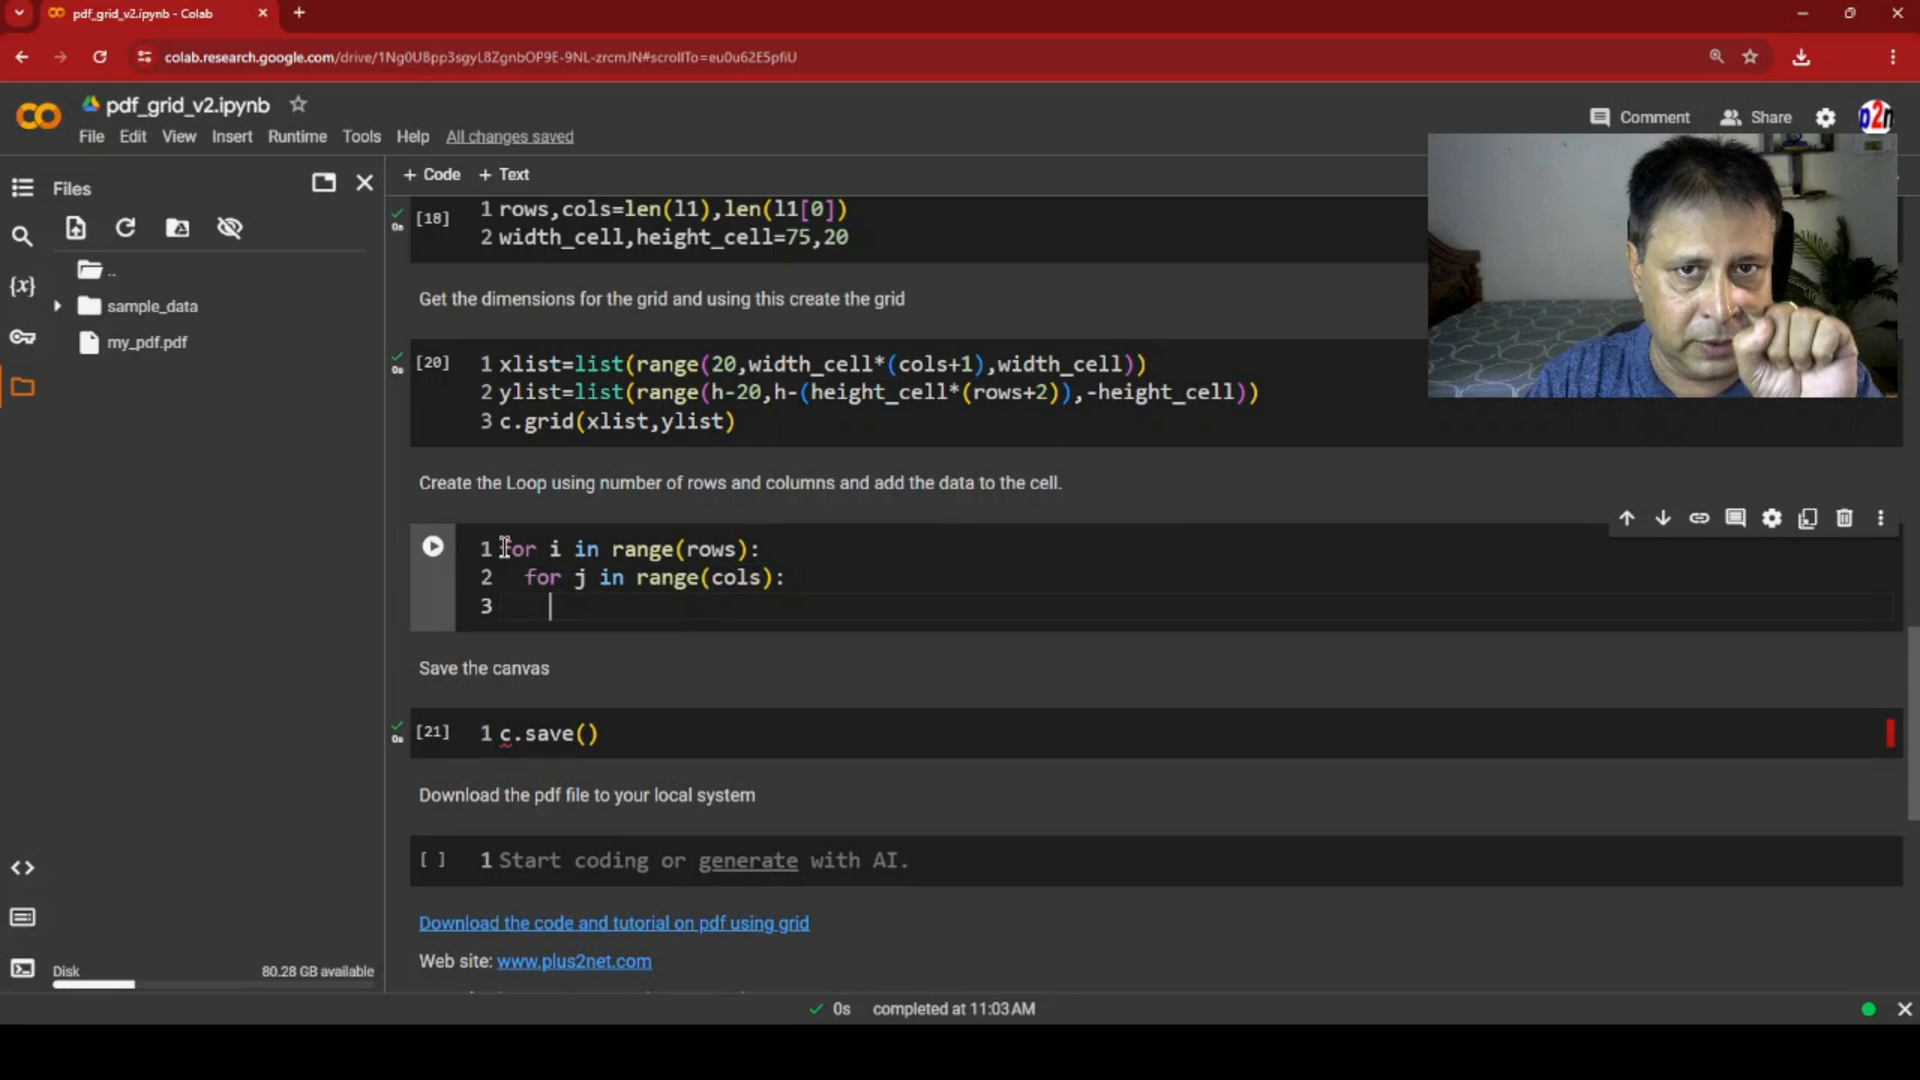 pdf_grid_v2.ipynb - Colab
colab.research.google.com/drive/1Ng0U8pp3sgyL8ZgnbOP9E-9NL-zrcmJN#scrollTo=eu0u62E5pfiU
pdf_grid_v2.ipynb
Comment Share
File Edit View Insert Runtime Tools Help All changes saved
Files
+ Code + Text
..
sample_data
my_pdf.pdf
[18] 1 rows,cols=len(l1),len(l1[0])
0s 2 width_cell,height_cell=75,20
Get the dimensions for the grid and using this create the grid
[20] 1 xlist=list(range(20,width_cell*(cols+1),width_cell))
0s 2 ylist=list(range(h-20,h-(height_cell*(rows+2)),-height_cell))
3 c.grid(xlist,ylist)
Create the Loop using number of rows and columns and add the data to the cell.
1 for i in range(rows):
2 for j in range(cols):
3
Save the canvas
[21] 1 c.save()
0s
Download the pdf file to your local system
[ ] 1 Start coding or generate with AI.
Download the code and tutorial on pdf using grid
Web site: www.plus2net.com
Disk 80.28 GB available
0s completed at 11:03 AM